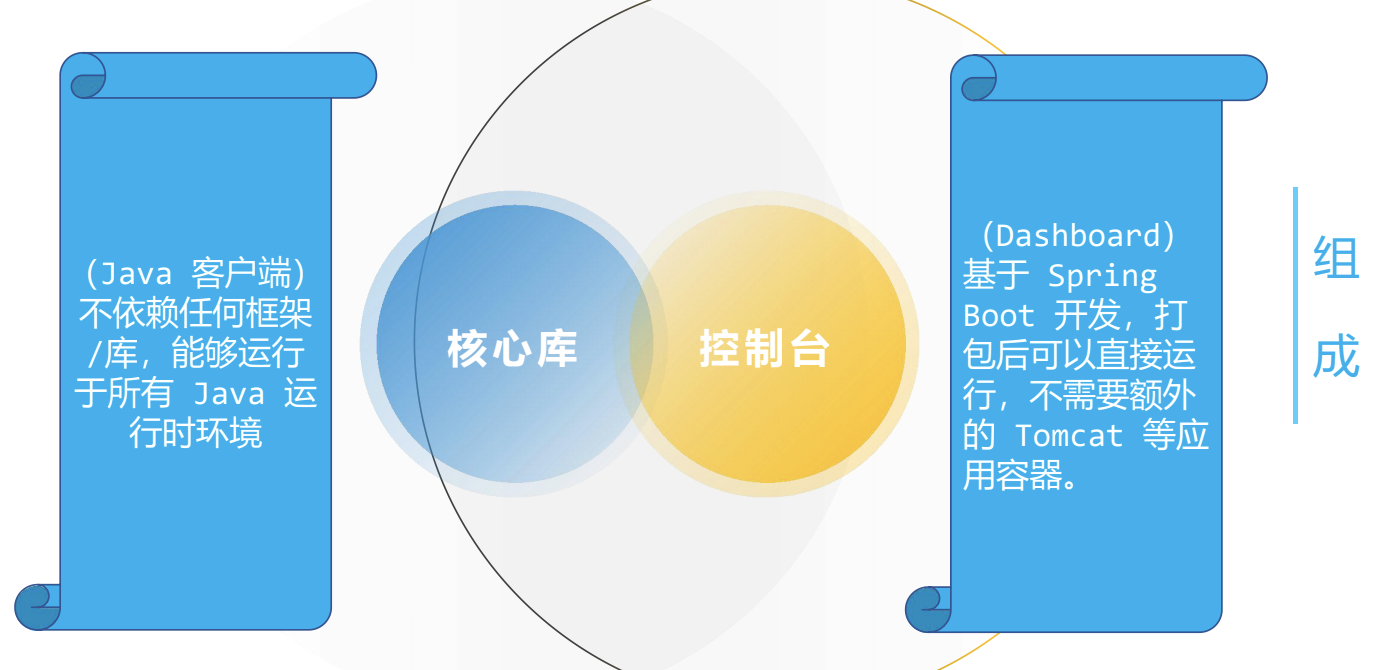 （Java 客户端）
不依赖任何框架
/库，能够运行
于所有 Java 运
行时环境
核心库
控制台
（Dashboard）
基于 Spring
Boot 开发，打
包后可以直接运
行，不需要额外
的 Tomcat 等应
用容器。
组
成